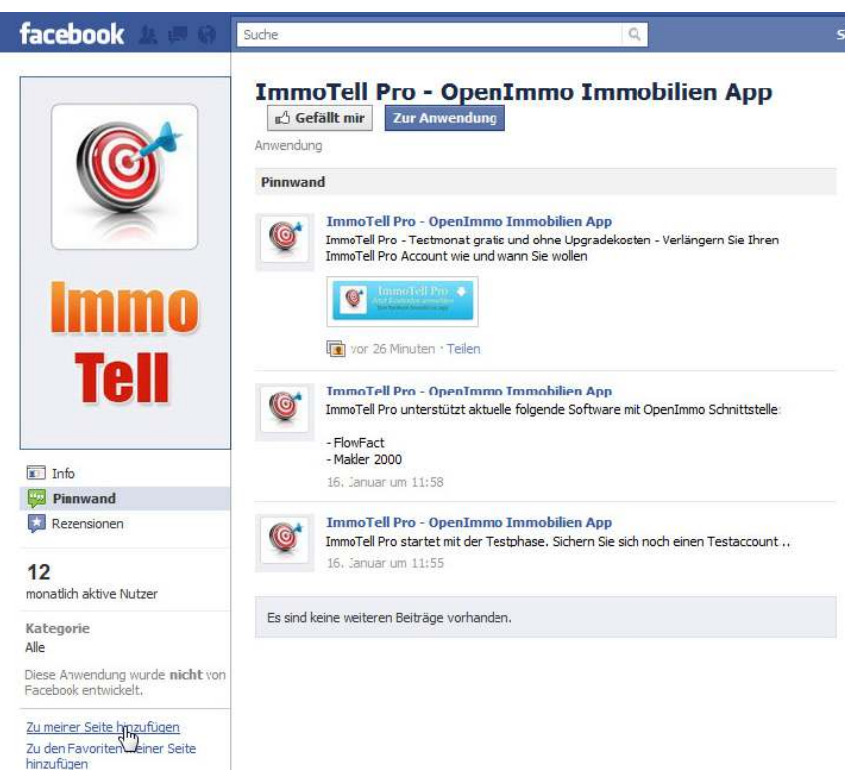 facebook
Suche
S
ImmoTell Pro - OpenImmo Immobilien App
Gefällt mir
Zur Anwendung
Anwendung
Immo
Tell
Pinnwand
ImmoTell Pro - OpenImmo Immobilien App
ImmoTell Pro - Testmonat gratis und ohne Upgradekosten - Verlängern Sie Ihren
ImmoTell Pro Account wie und wann Sie wollen
ImmoTell Pro
vor 26 Minuten · Teilen
ImmoTell Pro - OpenImmo Immobilien App
ImmoTell Pro unterstützt aktuelle folgende Software mit OpenImmo Schnittstelle:
- FlowFact
- Makler 2000
16. Januar um 11:58
ImmoTell Pro - OpenImmo Immobilien App
ImmoTell Pro startet mit der Testphase. Sichern Sie sich noch einen Testaccount ..
16. Januar um 11:55
Es sind keine weiteren Beiträge vorhanden.
Info
Pinnwand
Rezensionen
12
monatlich aktive Nutzer
Kategorie
Alle
Diese Anwendung wurde nicht von
Facebook entwickelt.
Zu meiner Seite hinzufügen
Zu den Favoriten meiner Seite
hinzufügen